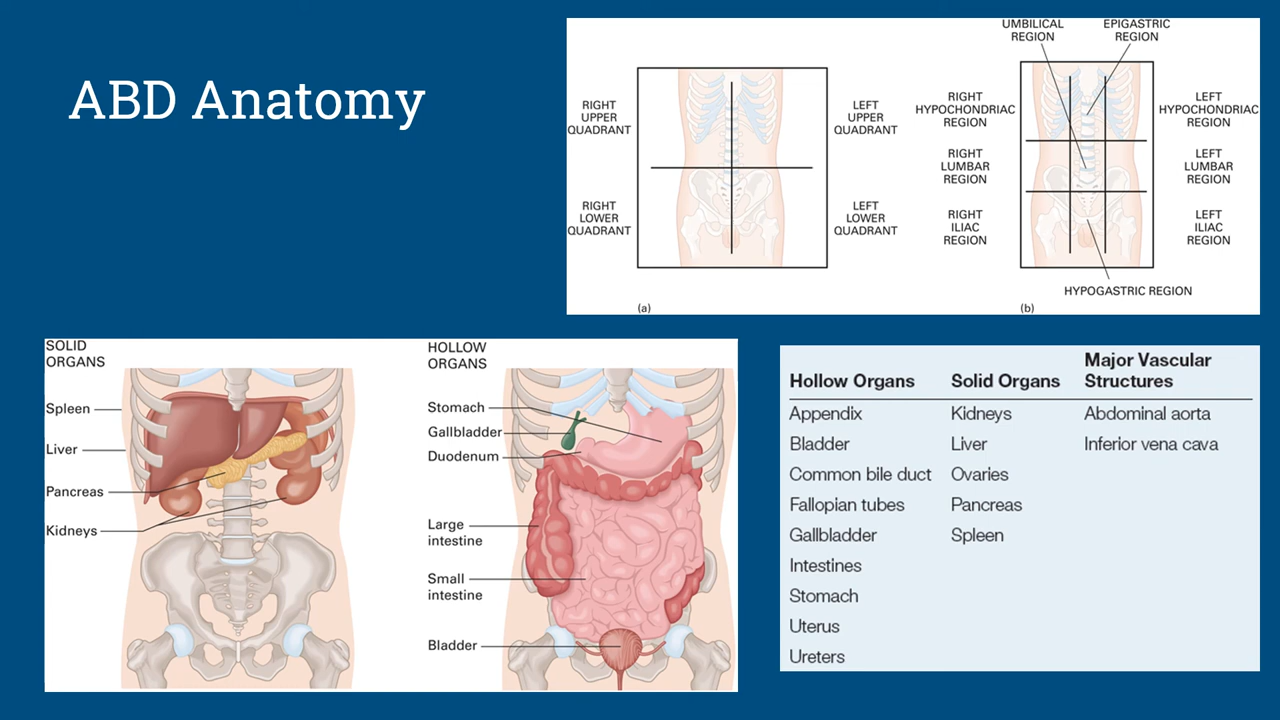 ABD Anatomy
RIGHT
UPPER
QUADRANT
LEFT
UPPER
QUADRANT
RIGHT
LOWER
QUADRANT
LEFT
LOWER
QUADRANT
(a)
UMBILICAL
REGION
EPIGASTRIC
REGION
RIGHT
HYPOCHONDRIAC
REGION
LEFT
HYPOCHONDRIAC
REGION
RIGHT
LUMBAR
REGION
LEFT
LUMBAR
REGION
RIGHT
ILIAC
REGION
LEFT
ILIAC
REGION
HYPOGASTRIC REGION
(b)
SOLID
ORGANS
Spleen
Liver
Pancreas
Kidneys
HOLLOW
ORGANS
Stomach
Gallbladder
Duodenum
Large
intestine
Small
intestine
Bladder
Hollow Organs Solid Organs Major Vascular
Structures
Appendix Kidneys Abdominal aorta
Bladder Liver Inferior vena cava
Common bile duct Ovaries
Fallopian tubes Pancreas
Gallbladder Spleen
Intestines
Stomach
Uterus
Ureters